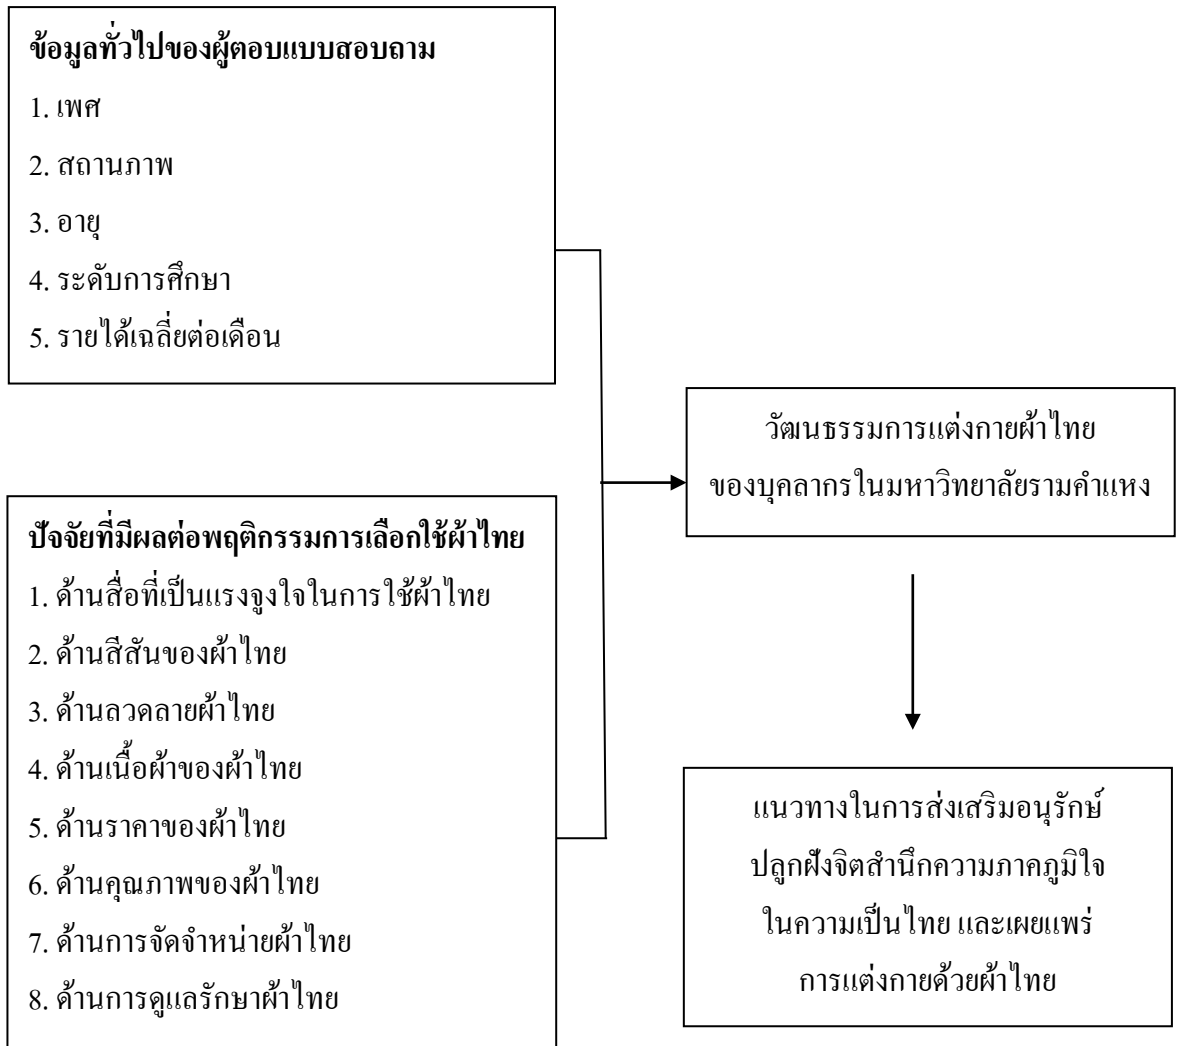 ข้อมูลทั่วไปของผู้ตอบแบบสอบถาม
1. เพศ
2. สถานภาพ
3. อายุ
4. ระดับการศึกษา
5. รายได้เฉลี่ยต่อเดือน
ปัจจัยที่มีผลต่อพฤติกรรมการเลือกใช้ผ้าไทย
1. ด้านสื่อที่เป็นแรงจูงใจในการใช้ผ้าไทย
2. ด้านสีสันของผ้าไทย
3. ด้านลวดลายผ้าไทย
4. ด้านเนื้อผ้าของผ้าไทย
5. ด้านราคาของผ้าไทย
6. ด้านคุณภาพของผ้าไทย
7. ด้านการจัดจำหน่ายผ้าไทย
8. ด้านการดูแลรักษาผ้าไทย
วัฒนธรรมการแต่งกายผ้าไทย
ของบุคลากรในมหาวิทยาลัยรามคำแหง
แนวทางในการส่งเสริมอนุรักษ์
ปลูกฝังจิตสำนึกความภาคภูมิใจ
ในความเป็นไทย และเผยแพร่
การแต่งกายด้วยผ้าไทย